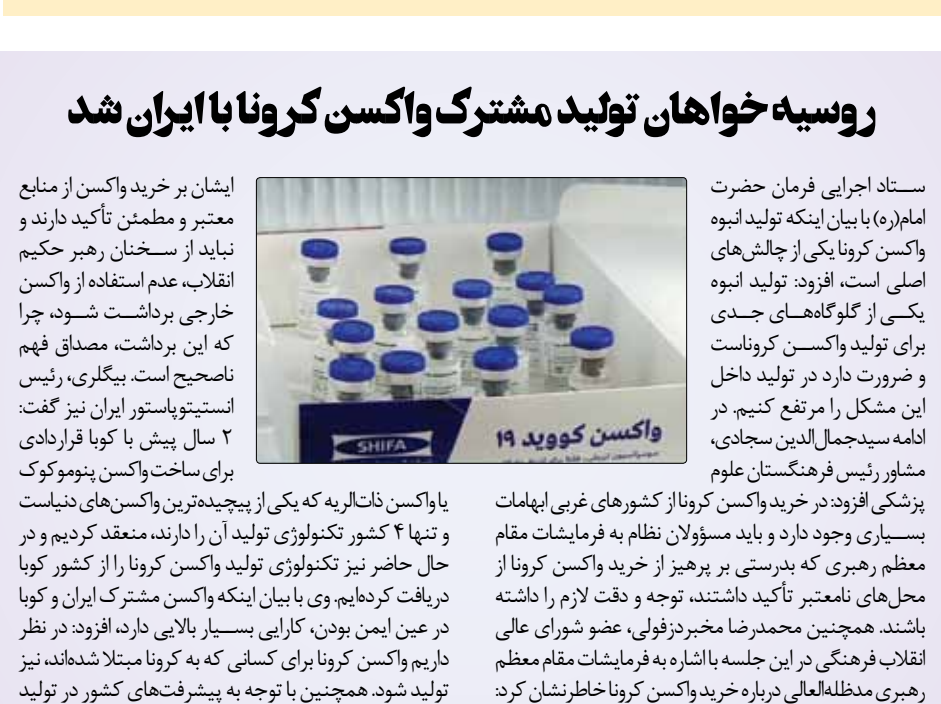 روسیه خواهان تولید مشترک واکسن کرونا با ایران شد
ستاد اجرایی فرمان حضرت
امام(ره) با بیان اینکه تولید انبوه
واکسن کرونا یکی از چالش‌های
اصلی است، افزود: تولید انبوه
یکی از گلوگاه‌های جدی
برای تولید واکسن کروناست
و ضرورت دارد در تولید داخل
این مشکل را مرتفع کنیم. در
ادامه سیدجمال‌الدین سجادی،
مشاور رئیس فرهنگستان علوم
پزشکی افزود: در خرید واکسن کرونا از کشورهای غربی ابهامات
بسیاری وجود دارد و باید مسؤولان نظام به فرمایشات مقام
معظم رهبری که بدرستی بر پرهیز از خرید واکسن کرونا از
محل‌های نامعتبر تأکید داشتند، توجه و دقت لازم را داشته
باشند. همچنین محمدرضا مخبردزفولی، عضو شورای عالی
انقلاب فرهنگی در این جلسه با اشاره به فرمایشات مقام معظم
رهبری مدظله‌العالی درباره خرید واکسن کرونا خاطرنشان کرد:
واکسن کووید ۱۹
SHIFA
ایشان بر خرید واکسن از منابع
معتبر و مطمئن تأکید دارند و
نباید از سخنان رهبر حکیم
انقلاب، عدم استفاده از واکسن
خارجی برداشت شود، چرا
که این برداشت، مصداق فهم
ناصحیح است. بیگلری، رئیس
انستیتو پاستور ایران نیز گفت:
۲ سال پیش با کوبا قراردادی
برای ساخت واکسن پنوموکوک
یا واکسن ذات‌الریه که یکی از پیچیده‌ترین واکسن‌های دنیاست
و تنها ۴ کشور تکنولوژی تولید آن را دارند، منعقد کردیم و در
حال حاضر نیز تکنولوژی تولید واکسن کرونا را از کشور کوبا
دریافت کرده‌ایم. وی با بیان اینکه واکسن مشترک ایران و کوبا
در عین ایمن بودن، کارایی بسیار بالایی دارد، افزود: در نظر
داریم واکسن کرونا برای کسانی که به کرونا مبتلا شده‌اند، نیز
تولید شود. همچنین با توجه به پیشرفت‌های کشور در تولید